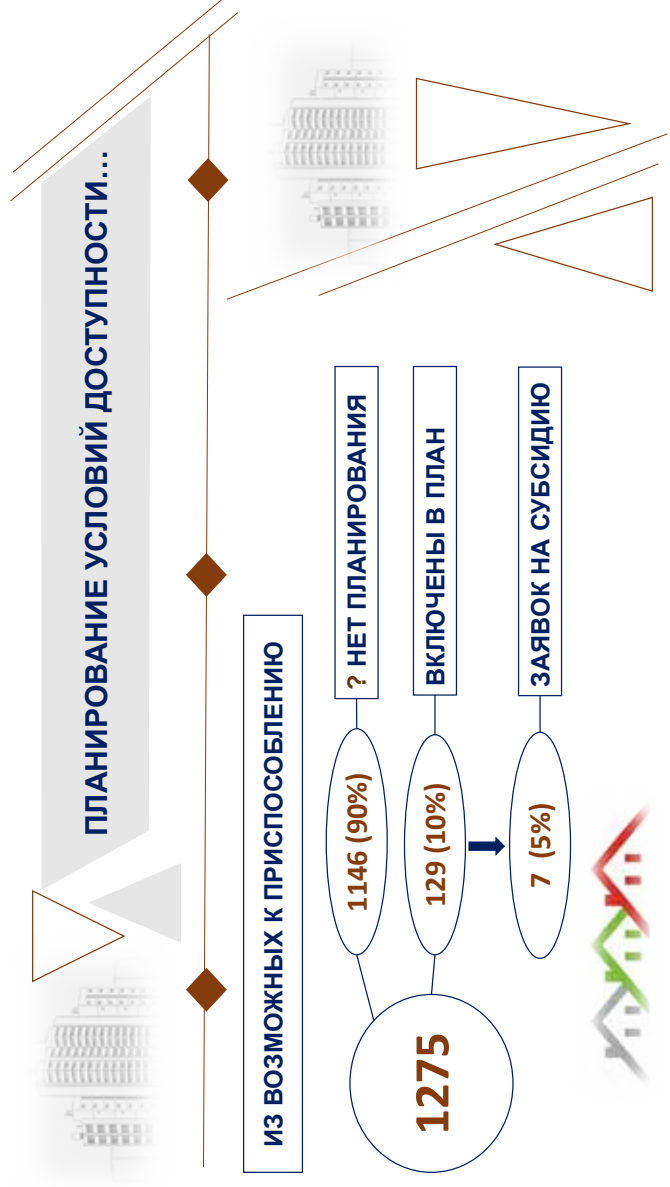 ПЛАНИРОВАНИЕ УСЛОВИЙ ДОСТУПНОСТИ...
ИЗ ВОЗМОЖНЫХ К ПРИСПОСОБЛЕНИЮ
1275
1146 (90%)
? НЕТ ПЛАНИРОВАНИЯ
129 (10%)
ВКЛЮЧЕНЫ В ПЛАН
7 (5%)
ЗАЯВОК НА СУБСИДИЮ